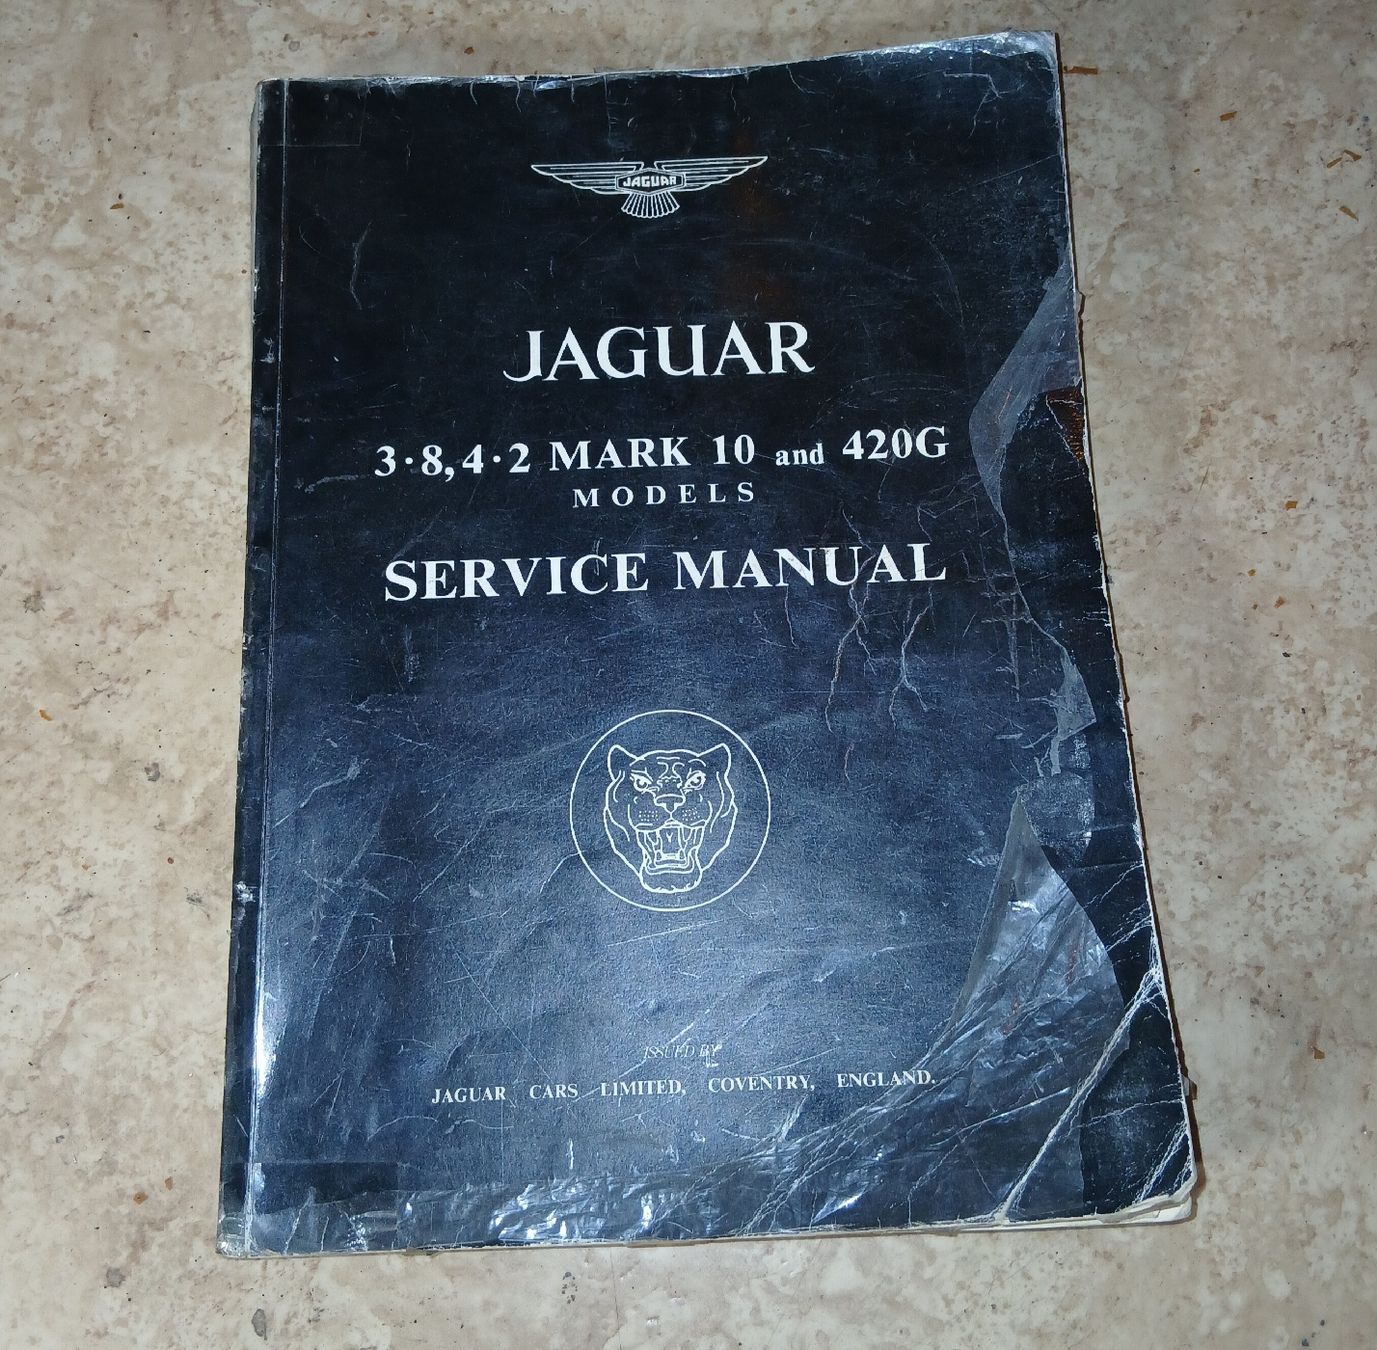 JAGUAR
JAGUAR
3·8, 4·2 MARK 10 and 420G
MODELS
SERVICE MANUAL
ISSUED BY
JAGUAR CARS LIMITED, COVENTRY, ENGLAND.